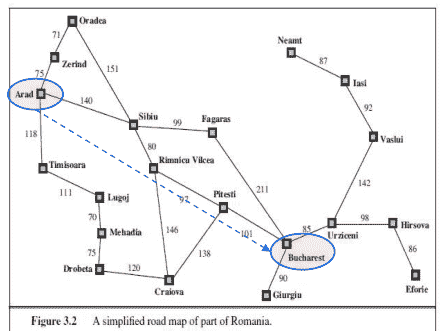 Oradea
71
Neamt
Zerind
87
75
151
Iasi
Arad
140
92
Sibiu
99
Fagaras
118
80
Vaslui
Rimnicu Vilcea
Timisoara
142
111
Lugoj
97
Pitesti
211
70
98
Hirsova
85
Mehadia
146
101
Urziceni
75
138
86
Bucharest
Drobeta
120
90
Craiova
Giurgiu
Eforie
Figure 3.2 A simplified road map of part of Romania.